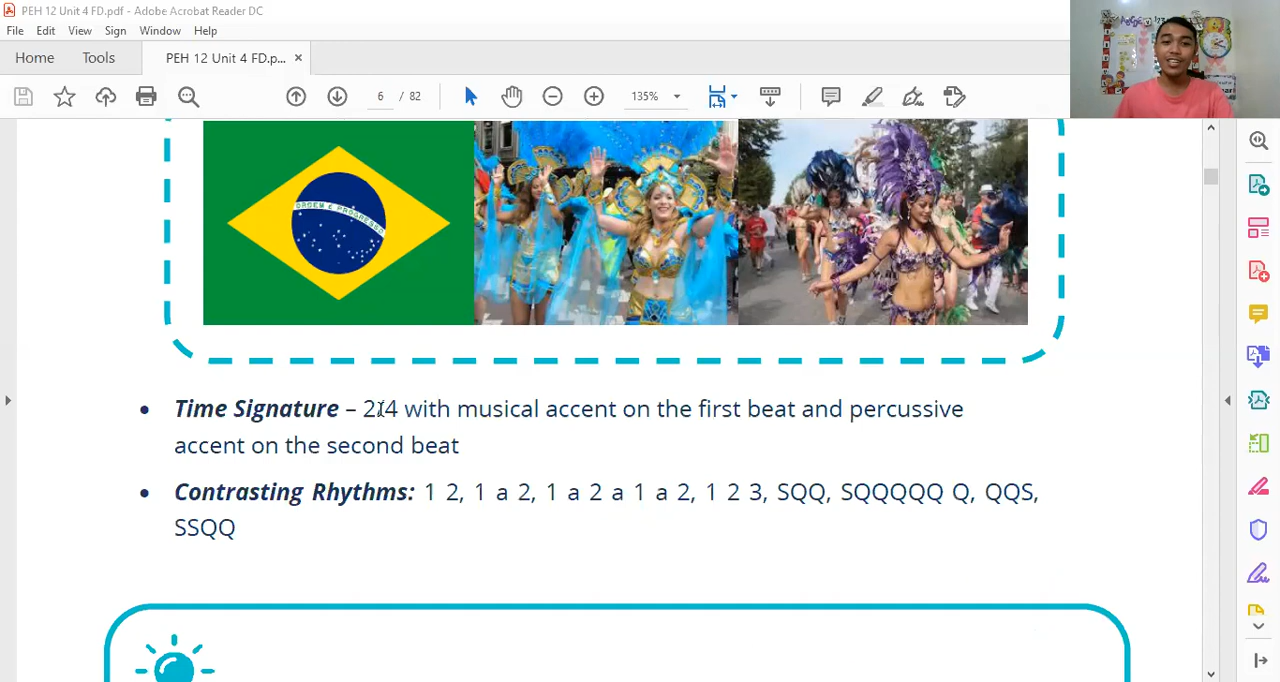 PEH 12 Unit 4 FD.pdf - Adobe Acrobat Reader DC
File Edit View Window Sign Help
Home Tools PEH 12 Unit 4 FD.p... ×
6 / 82 135%
ORDEM E PROGRESSO
• Time Signature – 2/4 with musical accent on the first beat and percussive
accent on the second beat
• Contrasting Rhythms: 1 2, 1 a 2, 1 a 2 a 1 a 2, 1 2 3, SQQ, SQQQQ Q, QQS,
SSQQ